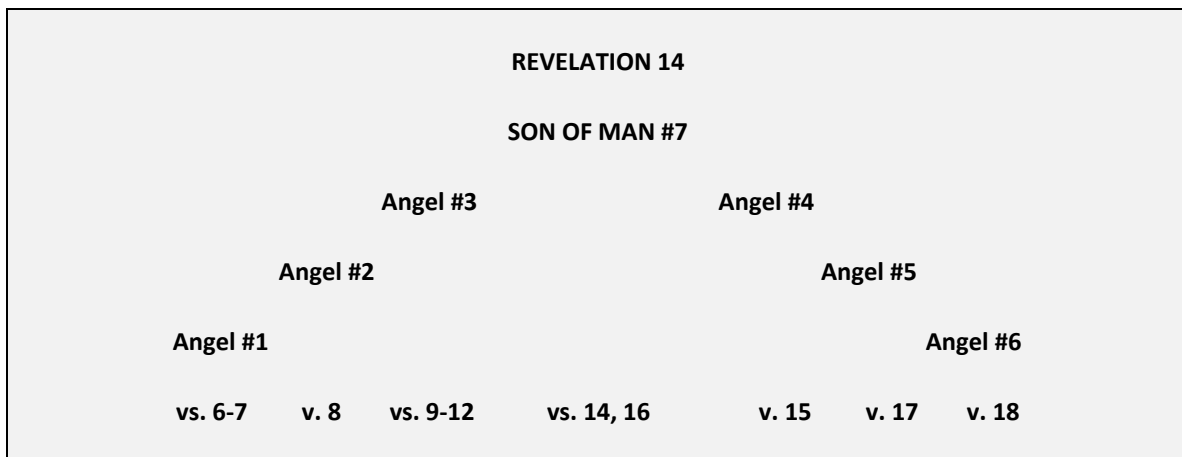 REVELATION 14
SON OF MAN #7
Angel #3 Angel #4
Angel #2 Angel #5
Angel #1 Angel #6
vs. 6-7 v. 8 vs. 9-12 vs. 14, 16 v. 15 v. 17 v. 18